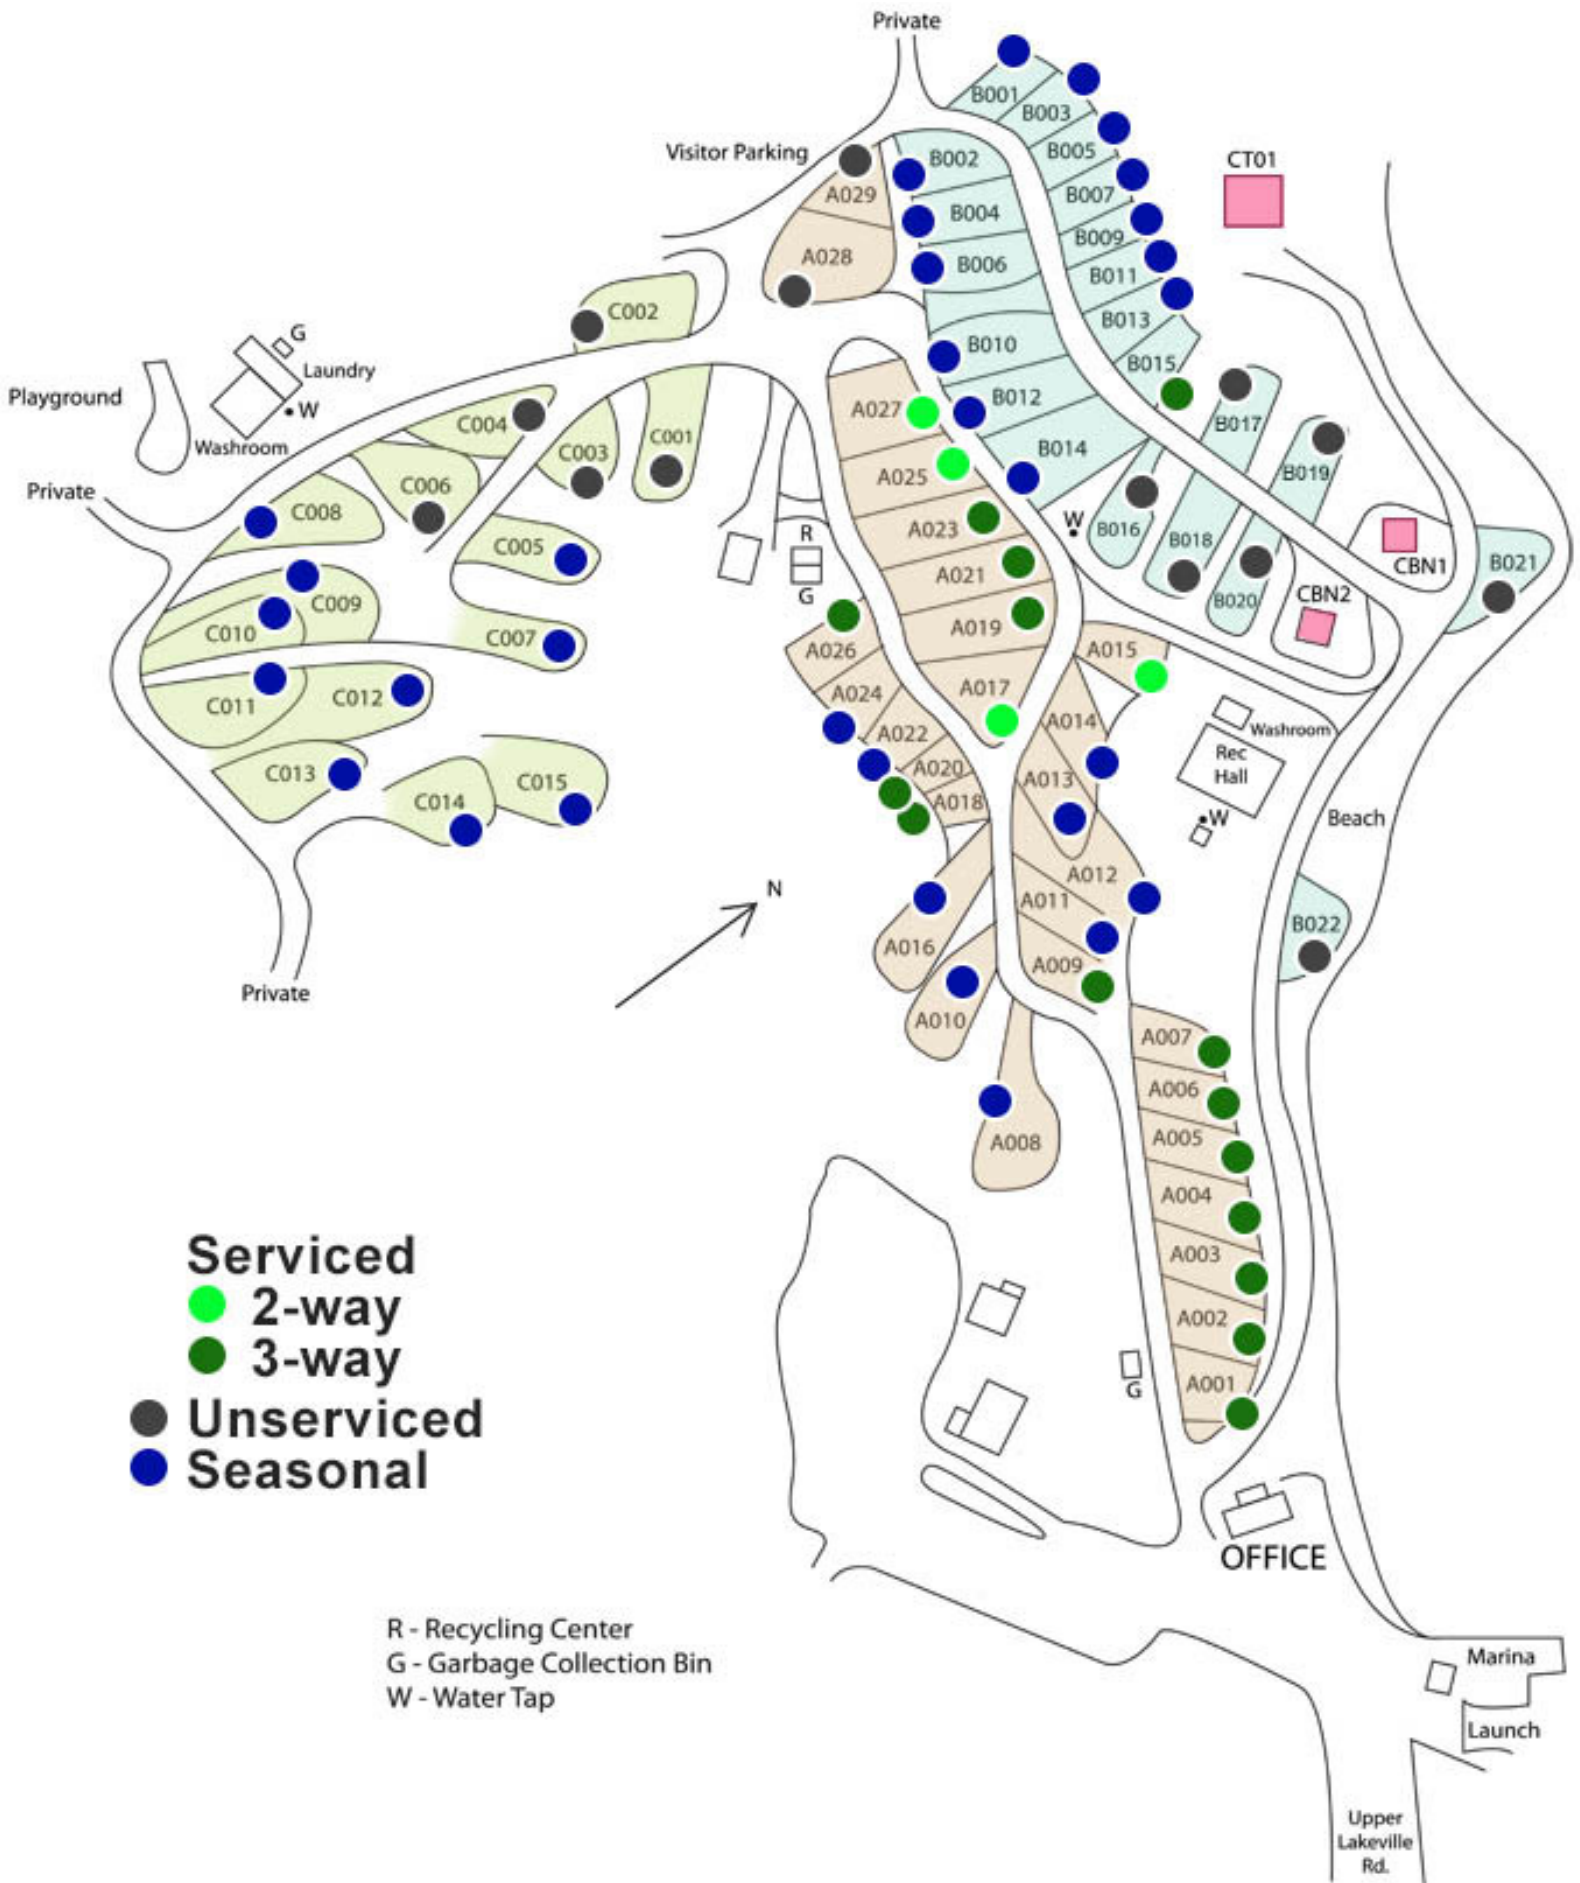 Private
B001
B003
Visitor Parking
B002
B005
CT01
A029
B004
B007
B009
A028
B006
B011
C002
B013
G
Laundry
B010
B015
Playground
W
C004
A027
B012
B017
Washroom
C003
C001
B014
B019
Private
C006
A025
C008
W
B016
B018
A023
R
CBN1
B021
C005
A021
G
CBN2
B020
C009
C010
C007
A019
A026
A015
C011
C012
A024
A017
A014
A022
Washroom
C013
A020
A013
Rec
Hall
C015
C014
A018
W
Beach
A012
N
A011
B022
A016
A009
Private
A010
A007
A006
A008
A005
A004
Serviced
A003
2-way
A002
3-way
A001
G
Unserviced
Seasonal
OFFICE
R - Recycling Center
G - Garbage Collection Bin
W - Water Tap
Marina
Launch
Upper
Lakeville
Rd.